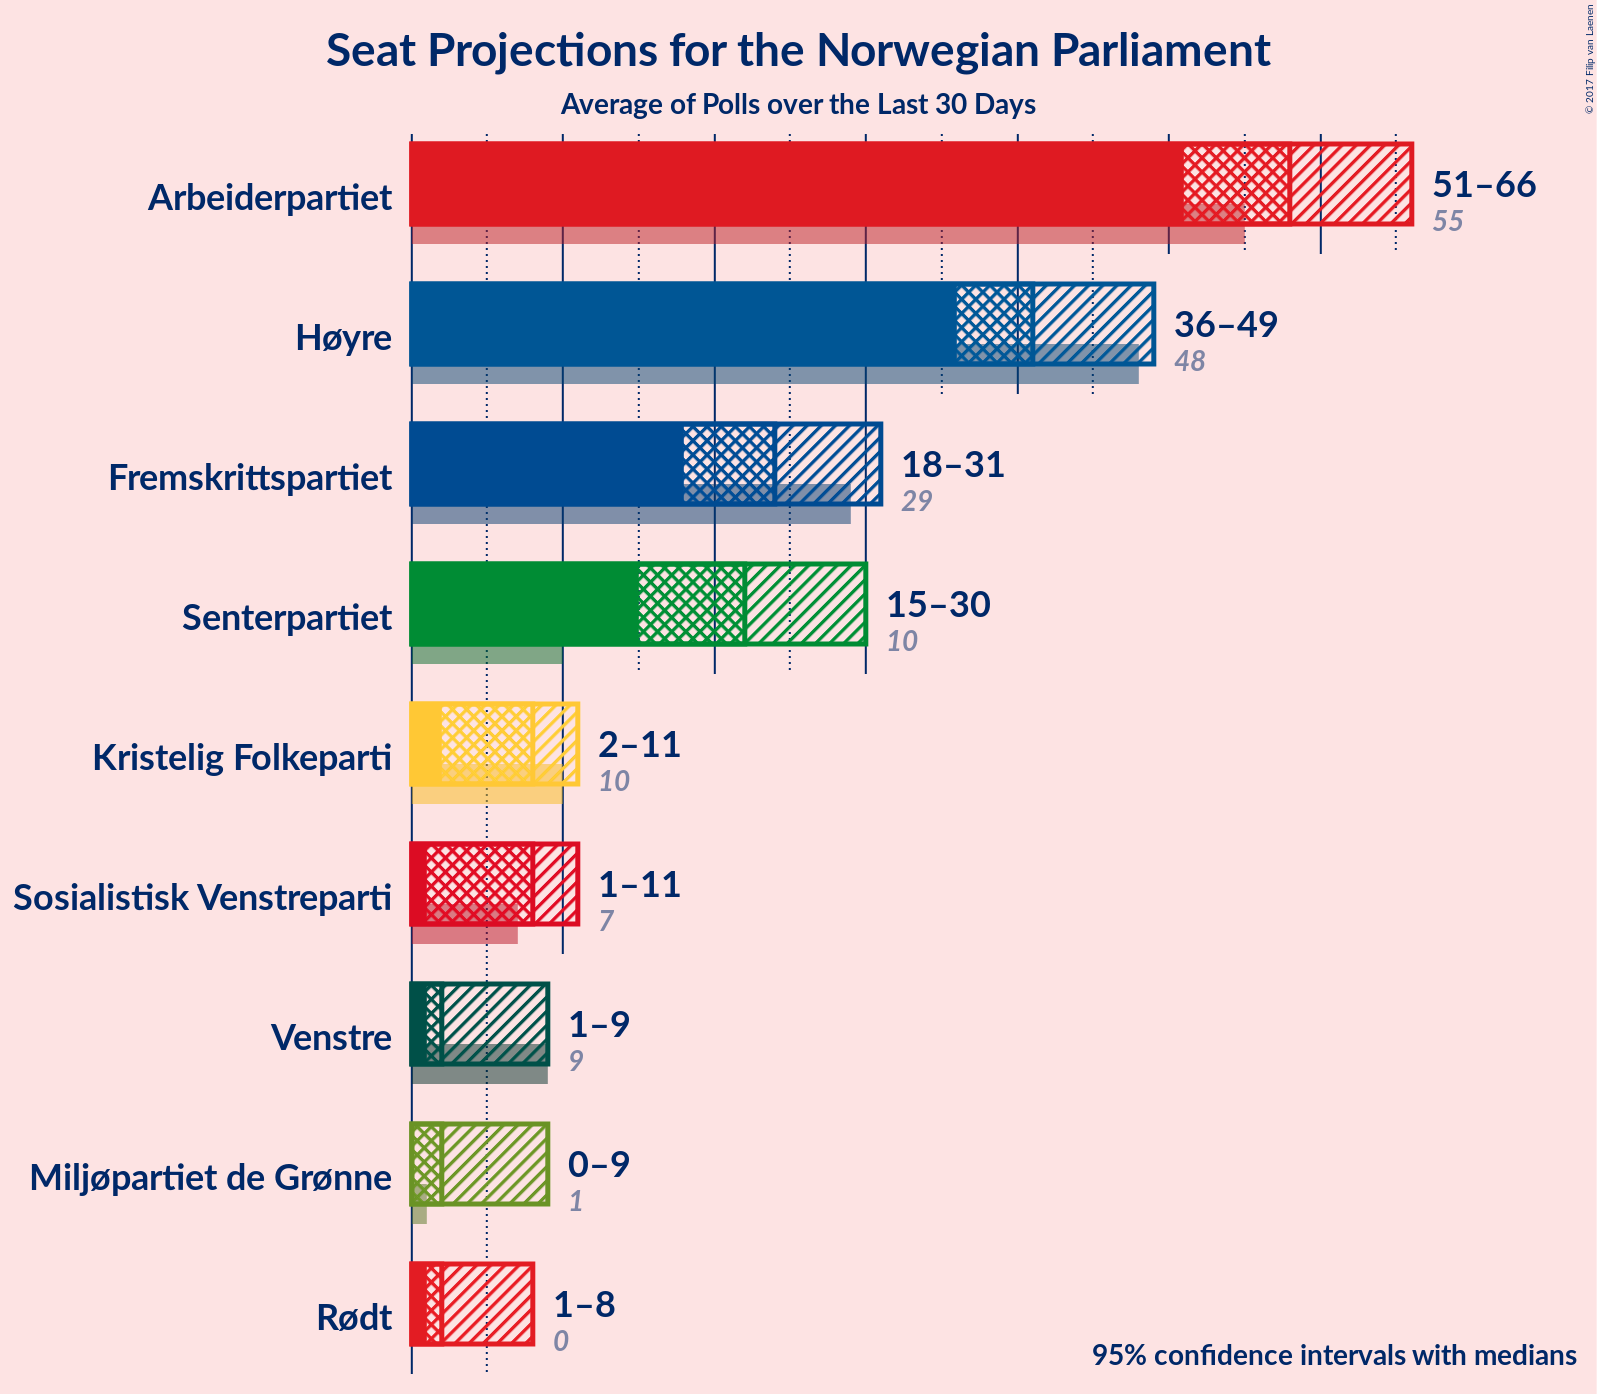 © 2017 Filip van Laenen
Seat Projections for the Norwegian Parliament
Average of Polls over the Last 30 Days
Arbeiderpartiet
51–66
55
Høyre
36–49
48
Fremskrittspartiet
18–31
29
Senterpartiet
15–30
10
Kristelig Folkeparti
2–11
10
Sosialistisk Venstreparti
1–11
7
Venstre
1–9
9
Miljøpartiet de Grønne
0–9
1
Rødt
1–8
0
95% confidence intervals with medians